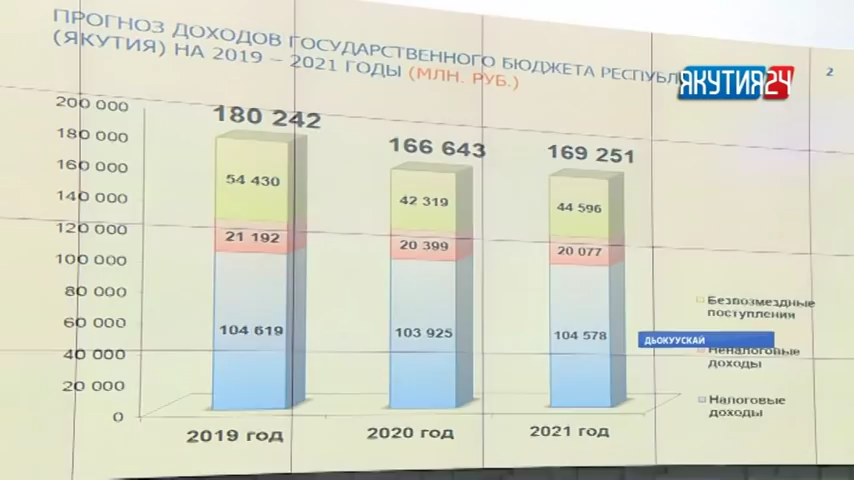 ПРОГНОЗ ДОХОДОВ ГОСУДАРСТВЕННОГО БЮДЖЕТА
(ЯКУТИЯ) НА 2019 – 2021 ГОДЫ (МЛН. РУБ.)
2
ЯКУТИЯ24
200 000
180 000
160 000
140 000
120 000
100 000
80 000
60 000
40 000
20 000
0
180 242
166 643
169 251
54 430
42 319
44 596
21 192
20 399
20 077
104 619
103 925
104 578
2019 год
2020 год
2021 год
Безвозмездные
поступления
ДЬОКУУСКАЙ
Неналоговые
доходы
Налоговые
доходы